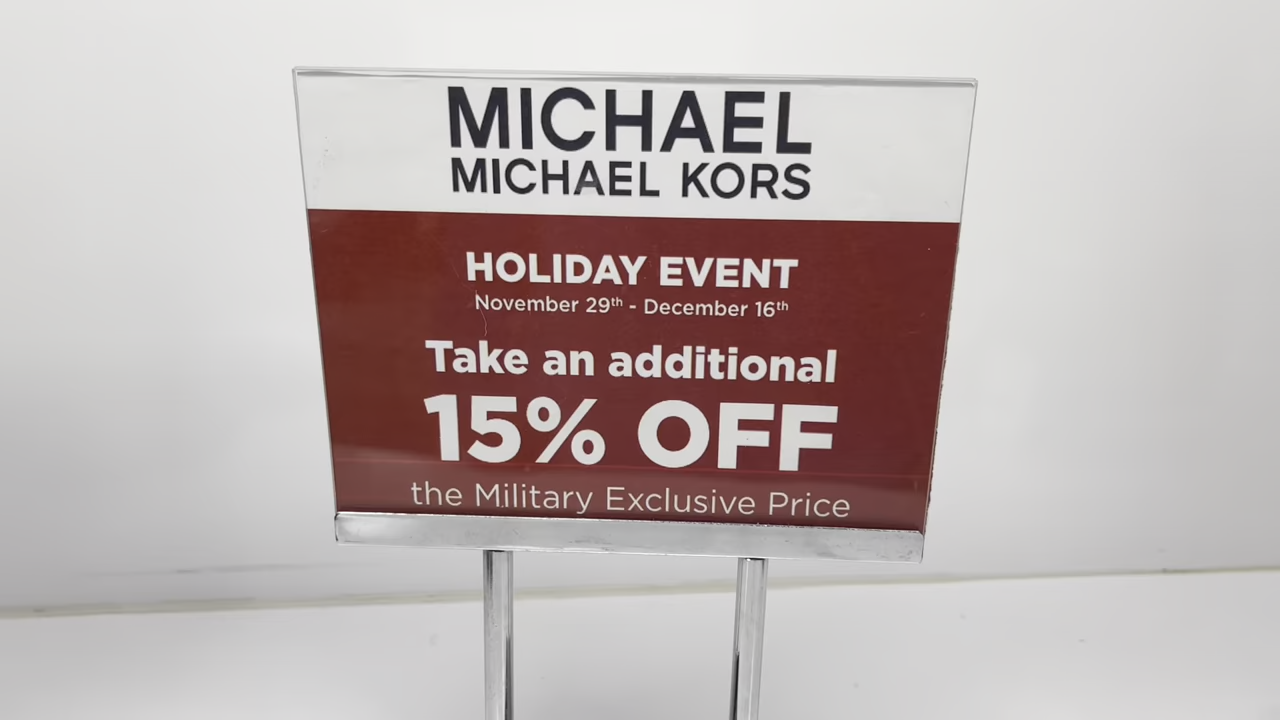 MICHAEL
MICHAEL KORS
HOLIDAY EVENT
November 29th - December 16th
Take an additional
15% OFF
the Military Exclusive Price